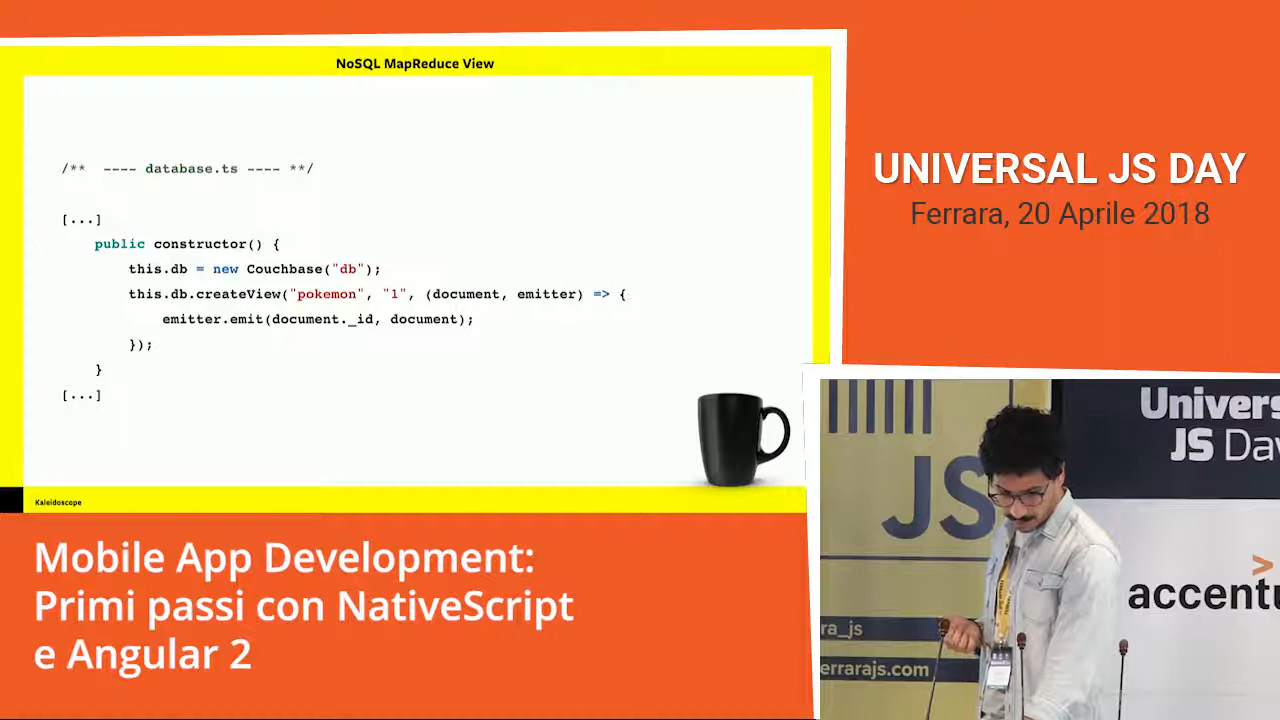 NoSQL MapReduce View
/** ---- database.ts ---- **/
[...]
public constructor() {
this.db = new Couchbase("db");
this.db.createView("pokemon", "1", (document, emitter) => {
emitter.emit(document._id, document);
});
}
[...]
Kaleidoscope
UNIVERSAL JS DAY
Ferrara, 20 Aprile 2018
Mobile App Development:
Primi passi con NativeScript
e Angular 2
Univers
JS Day
JS
accentu
ra_js
errarajs.com